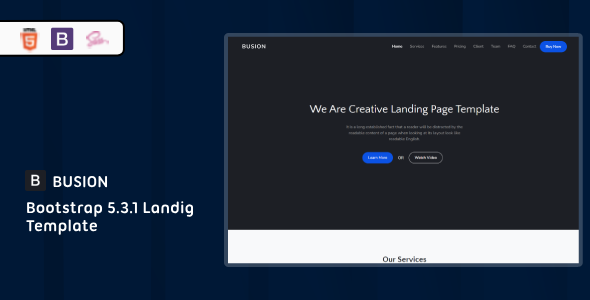 5
B
Sass
B BUSION
Bootstrap 5.3.1 Landig
Template
BUSION
Home Services Features Pricing Client Team FAQ Contact Buy Now
We Are Creative Landing Page Template
It is a long established fact that a reader will be distracted by the
readable content of a page when looking at its layout look like
readable English
Learn Now OR Watch Video
Our Services